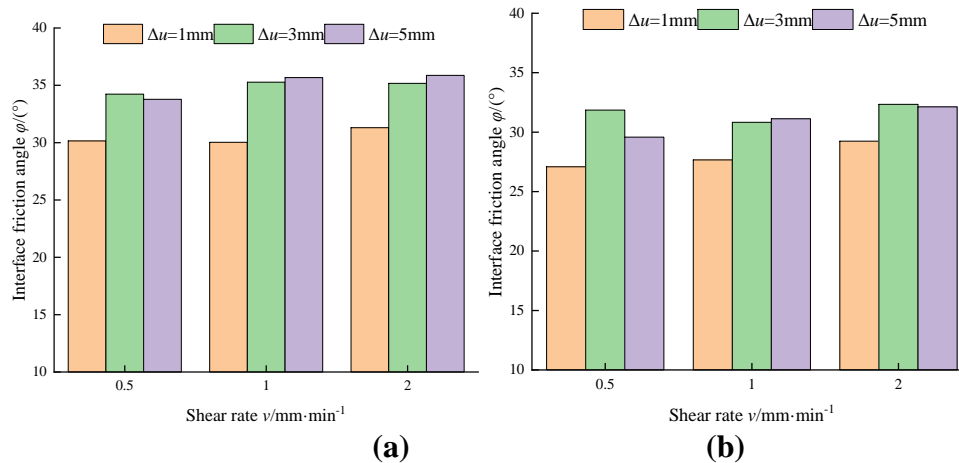 Δu=1mm Δu=3mm Δu=5mm
Interface friction angle φ/(°)
40
35
30
25
20
15
10
0.5 1 2
Shear rate v/mm·min⁻¹
(a)
Δu=1mm Δu=3mm Δu=5mm
Interface friction angle φ/(°)
40
35
30
25
20
15
10
0.5 1 2
Shear rate v/mm·min⁻¹
(b)